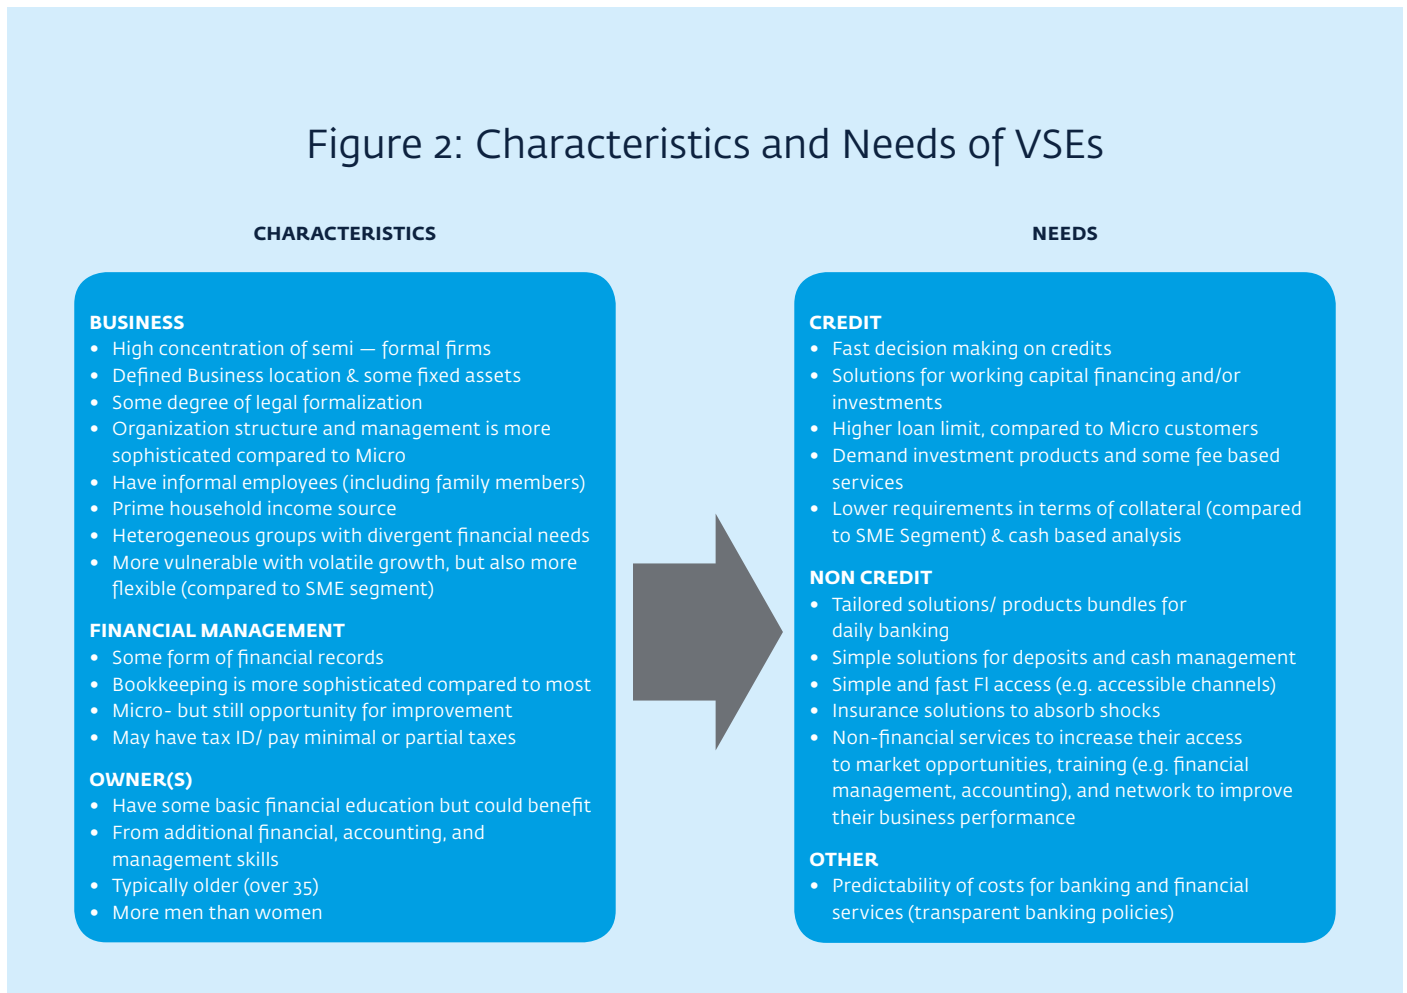 Figure 2: Characteristics and Needs of VSEs
CHARACTERISTICS
BUSINESS
• High concentration of semi — formal firms
• Defined Business location & some fixed assets
• Some degree of legal formalization
• Organization structure and management is more
sophisticated compared to Micro
• Have informal employees (including family members)
• Prime household income source
• Heterogeneous groups with divergent financial needs
• More vulnerable with volatile growth, but also more
flexible (compared to SME segment)
FINANCIAL MANAGEMENT
• Some form of financial records
• Bookkeeping is more sophisticated compared to most
• Micro- but still opportunity for improvement
• May have tax ID/ pay minimal or partial taxes
OWNER(S)
• Have some basic financial education but could benefit
• From additional financial, accounting, and
management skills
• Typically older (over 35)
• More men than women
NEEDS
CREDIT
• Fast decision making on credits
• Solutions for working capital financing and/or
investments
• Higher loan limit, compared to Micro customers
• Demand investment products and some fee based
services
• Lower requirements in terms of collateral (compared
to SME Segment) & cash based analysis
NON CREDIT
• Tailored solutions/ products bundles for
daily banking
• Simple solutions for deposits and cash management
• Simple and fast Fl access (e.g. accessible channels)
• Insurance solutions to absorb shocks
• Non-financial services to increase their access
to market opportunities, training (e.g. financial
management, accounting), and network to improve
their business performance
OTHER
• Predictability of costs for banking and financial
services (transparent banking policies)